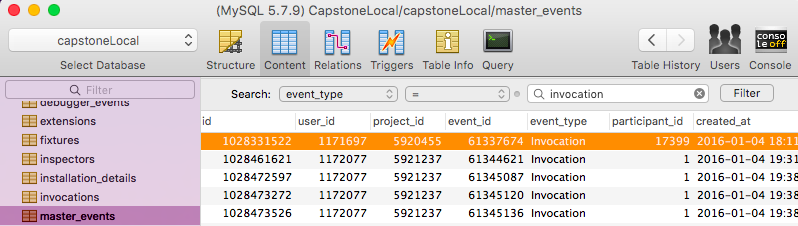 (MySQL 5.7.9) CapstoneLocal/capstoneLocal/master_events
capstoneLocal
Select Database Structure Content Relations Triggers Table Info Query Table History Users Console
conso
le off
Filter
Search: event_type = invocation Filter
debugger_events
extensions
fixtures
inspectors
installation_details
invocations
master_events
id user_id project_id event_id event_type participant_id created_at
1028331522 1171697 5920455 61337674 Invocation 17399 2016-01-04 18:11
1028461621 1172077 5921237 61344621 Invocation 1 2016-01-04 19:31
1028472597 1172077 5921237 61345087 Invocation 1 2016-01-04 19:38
1028473272 1172077 5921237 61345120 Invocation 1 2016-01-04 19:38
1028473526 1172077 5921237 61345136 Invocation 1 2016-01-04 19:38